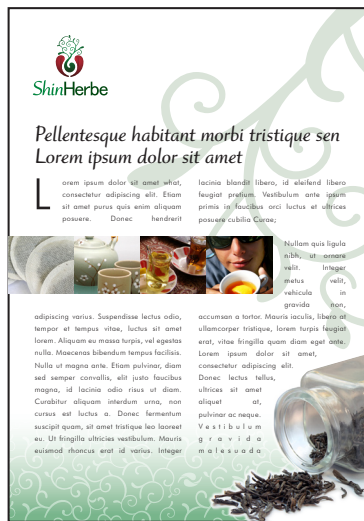 ShinHerbe
Pellentesque habitant morbi tristique sen
Lorem ipsum dolor sit amet
Lorem ipsum dolor sit amet what,
consectetur adipiscing elit. Etiam
sit amet purus quis enim aliquam
posuere. Donec hendrerit
adipiscing varius. Suspendisse lectus odio,
tempor et tempus vitae, luctus sit amet
lorem. Aliquam eu massa turpis, vel egestas
nulla. Maecenas bibendum tempus facilisis.
Nulla ut magna ante. Etiam pulvinar, diam
sed semper convallis, elit justo faucibus
magna, id lacinia odio risus ut diam.
Curabitur aliquam interdum urna, non
cursus est luctus a. Donec fermentum
suscipit quam, sit amet tristique leo laoreet
eu. Ut fringilla ultricies vestibulum. Mauris
euismod rhoncus erat id varius. Integer
lacinia blandit libero, id eleifend libero
feugiat pretium. Vestibulum ante ipsum
primis in faucibus orci luctus et ultrices
posuere cubilia Curae;
Nullam quis ligula
nibh, ut ornare
velit. Integer
metus velit,
vehicula in
gravida non,
accumsan a tortor. Mauris iaculis, libero at
ullamcorper tristique, lorem turpis feugiat
erat, vitae fringilla quam diam eget ante.
Lorem ipsum dolor sit amet,
consectetur adipiscing elit.
Donec lectus tellus,
ultrices sit amet
aliquet at,
pulvinar ac neque.
Vestibulum
gravida
malesuada